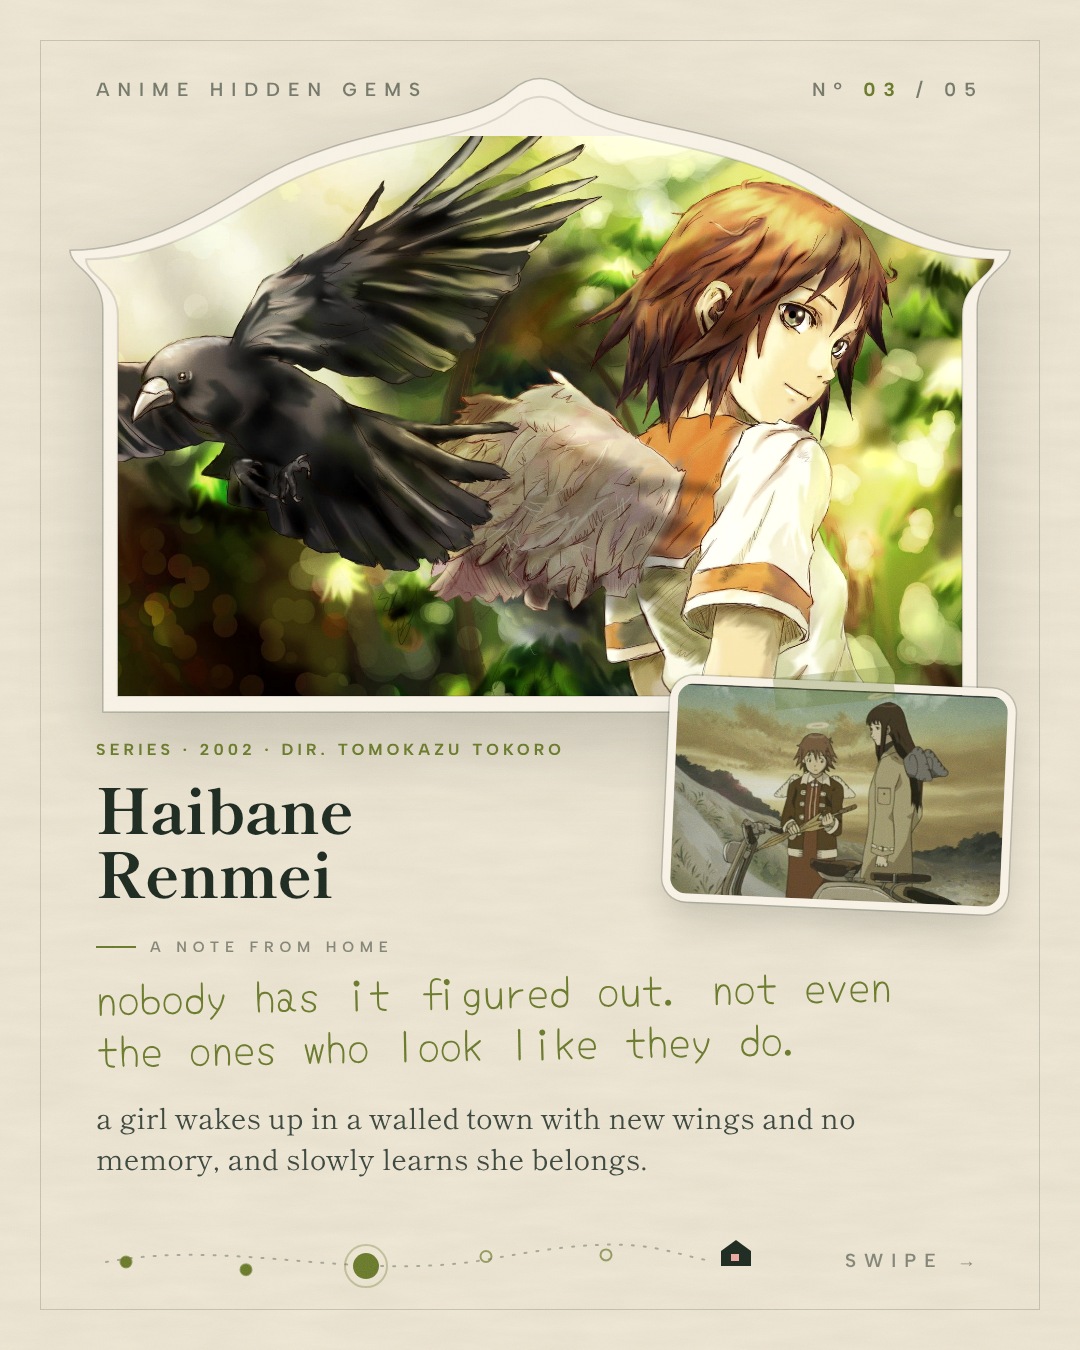 ANIME HIDDEN GEMS
N° 03 / 05
SERIES · 2002 · DIR. TOMOKAZU TOKORO
Haibane
Renmei
A NOTE FROM HOME
nobody has it figured out. not even
the ones who look like they do.
a girl wakes up in a walled town with new wings and no
memory, and slowly learns she belongs.
SWIPE →